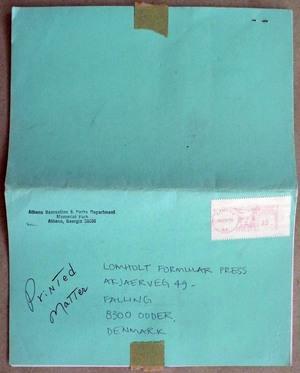 Athens Recreation & Parks Department
Memorial Park
Athens, Georgia 30606
Printed
Matter
LOMHOLT FORMULAR PRESS
AKJAERVEG 49-
FALLING
8300 ODDER,
DENMARK